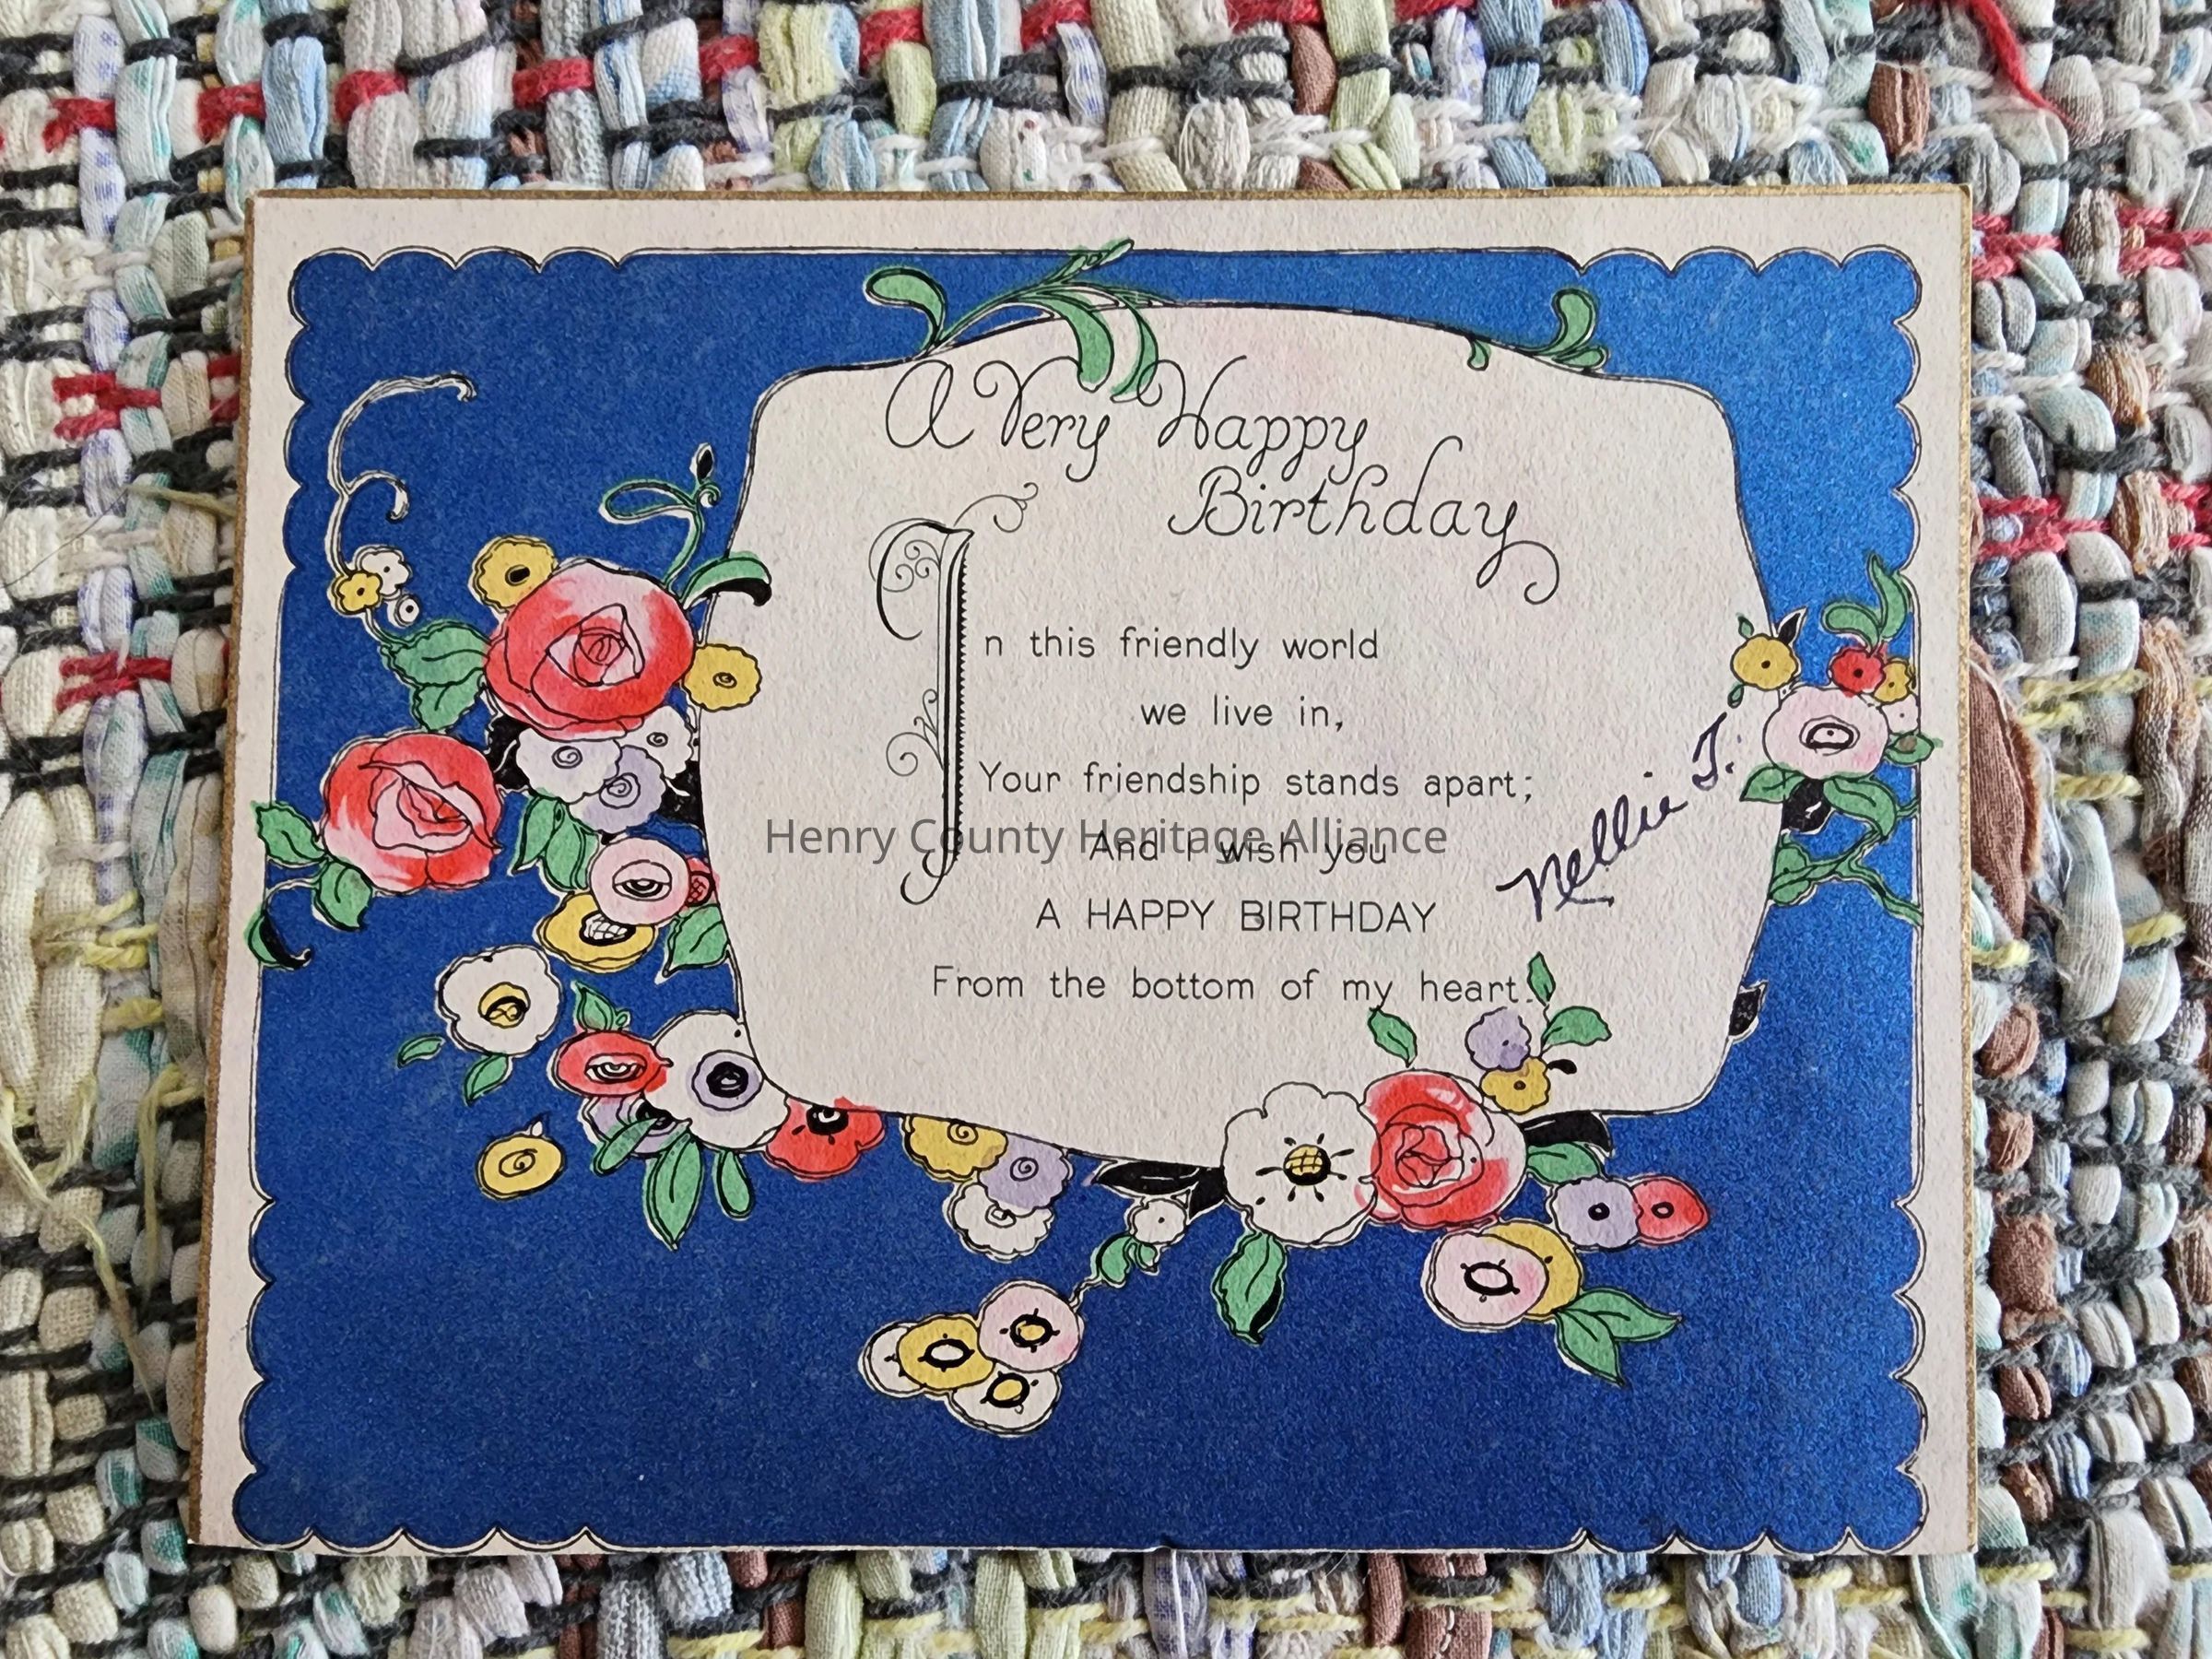 A Very Happy
Birthday
In this friendly world
we live in,
Your friendship stands apart;
And I wish you
A HAPPY BIRTHDAY
From the bottom of my heart.
Nellie T.
Henry County Heritage Alliance